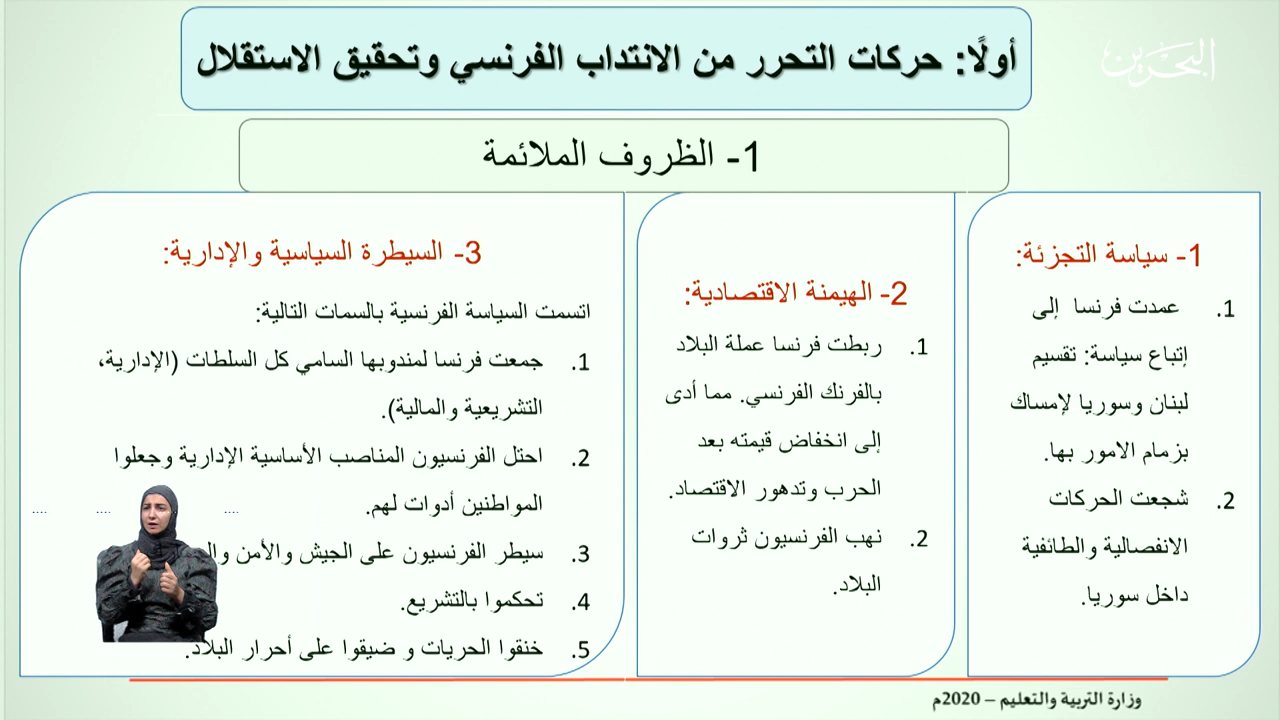 البحرين
أولًا: حركات التحرر من الانتداب الفرنسي وتحقيق الاستقلال
1- الظروف الملائمة
1- سياسة التجزئة:
1. عمدت فرنسا إلى
إتباع سياسة: تقسيم
لبنان وسوريا لإمساك
بزمام الامور بها.
2. شجعت الحركات
الانفصالية والطائفية
داخل سوريا.
2- الهيمنة الاقتصادية:
1. ربطت فرنسا عملة البلاد
بالفرنك الفرنسي. مما أدى
إلى انخفاض قيمته بعد
الحرب وتدهور الاقتصاد.
2. نهب الفرنسيون ثروات
البلاد.
3- السيطرة السياسية والإدارية:
اتسمت السياسة الفرنسية بالسمات التالية:
1. جمعت فرنسا لمندوبها السامي كل السلطات (الإدارية،
التشريعية والمالية).
2. احتل الفرنسيون المناصب الأساسية الإدارية وجعلوا
المواطنين أدوات لهم.
3. سيطر الفرنسيون على الجيش والأمن
4. تحكموا بالتشريع.
5. خنقوا الحريات و ضيقوا على أحرار البلاد.
وزارة التربية والتعليم – 2020م